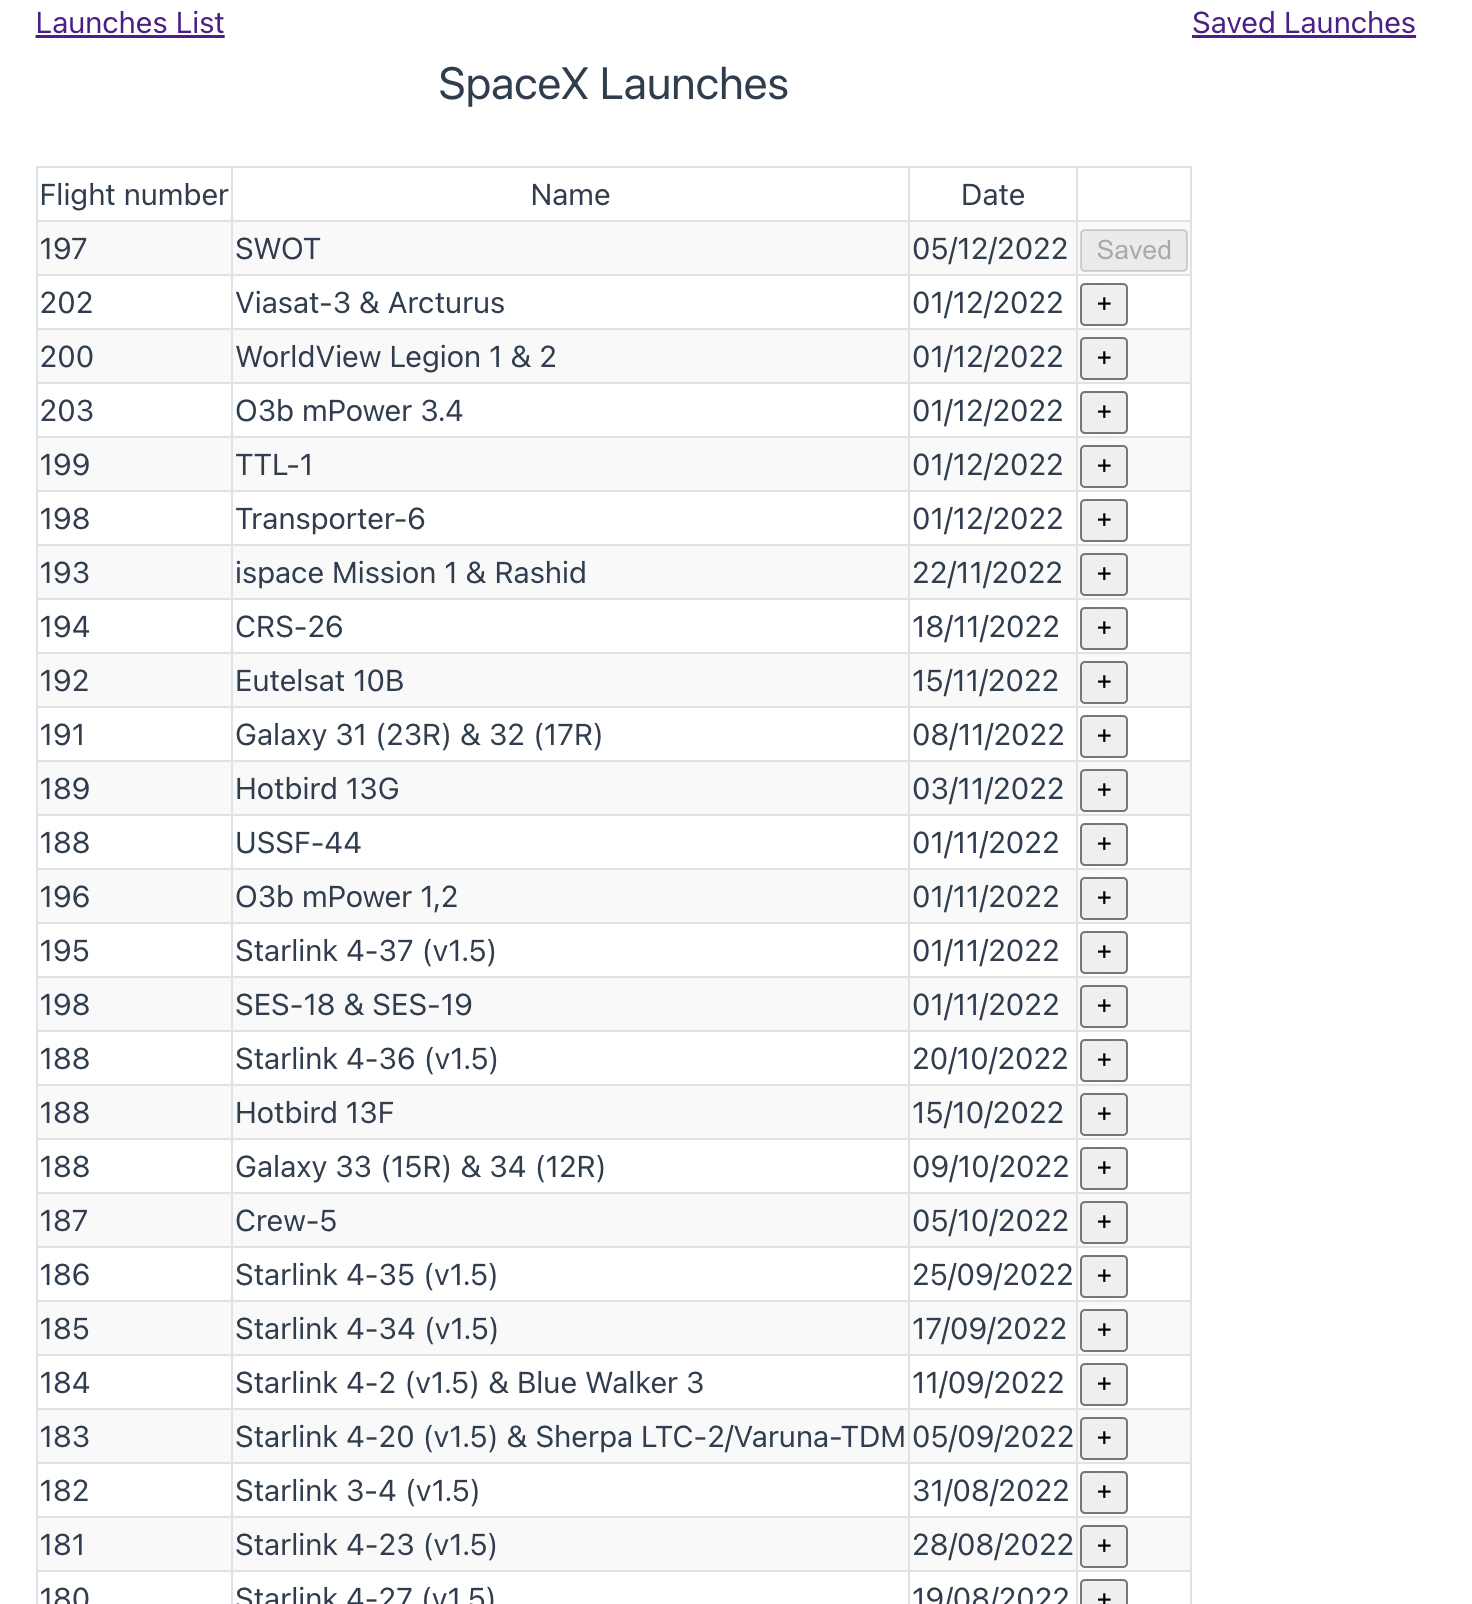 Launches List Saved Launches
SpaceX Launches
Flight number Name Date
197 SWOT 05/12/2022 Saved
202 Viasat-3 & Arcturus 01/12/2022 +
200 WorldView Legion 1 & 2 01/12/2022 +
203 O3b mPower 3.4 01/12/2022 +
199 TTL-1 01/12/2022 +
198 Transporter-6 01/12/2022 +
193 ispace Mission 1 & Rashid 22/11/2022 +
194 CRS-26 18/11/2022 +
192 Eutelsat 10B 15/11/2022 +
191 Galaxy 31 (23R) & 32 (17R) 08/11/2022 +
189 Hotbird 13G 03/11/2022 +
188 USSF-44 01/11/2022 +
196 O3b mPower 1,2 01/11/2022 +
195 Starlink 4-37 (v1.5) 01/11/2022 +
198 SES-18 & SES-19 01/11/2022 +
188 Starlink 4-36 (v1.5) 20/10/2022 +
188 Hotbird 13F 15/10/2022 +
188 Galaxy 33 (15R) & 34 (12R) 09/10/2022 +
187 Crew-5 05/10/2022 +
186 Starlink 4-35 (v1.5) 25/09/2022 +
185 Starlink 4-34 (v1.5) 17/09/2022 +
184 Starlink 4-2 (v1.5) & Blue Walker 3 11/09/2022 +
183 Starlink 4-20 (v1.5) & Sherpa LTC-2/Varuna-TDM 05/09/2022 +
182 Starlink 3-4 (v1.5) 31/08/2022 +
181 Starlink 4-23 (v1.5) 28/08/2022 +
180 Starlink 4-27 (v1.5) 19/08/2022 +